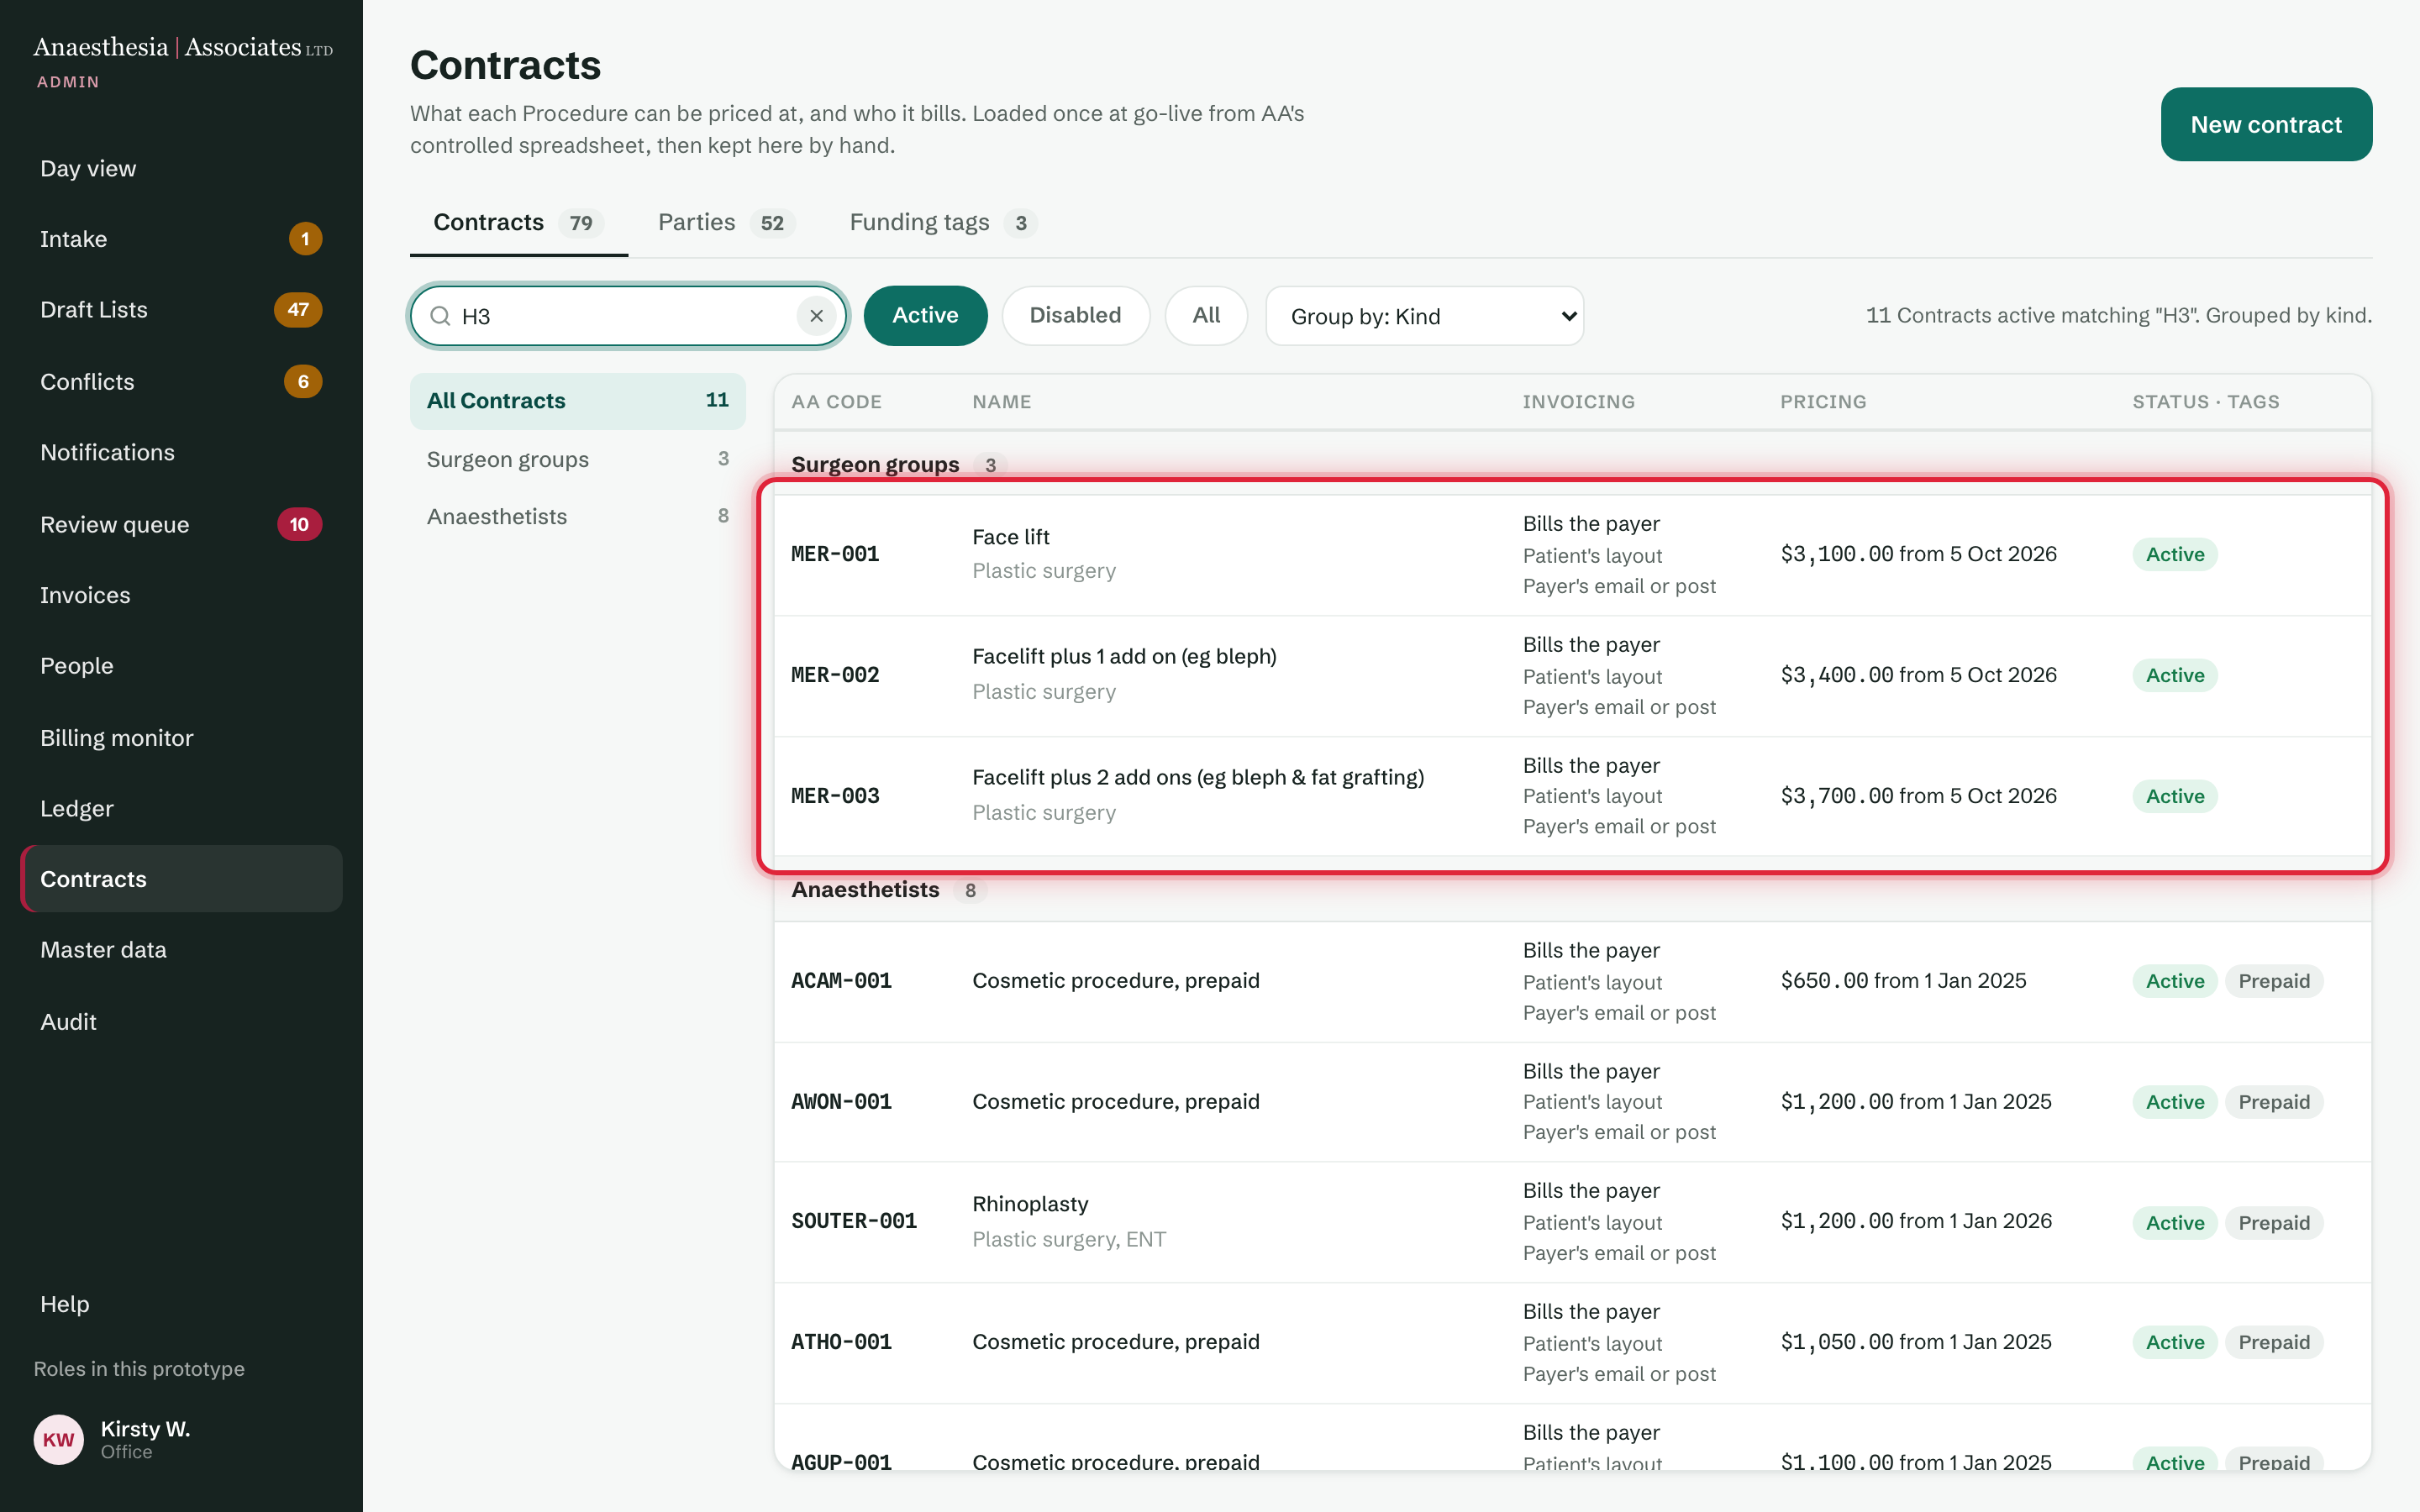 Anaesthesia | Associates LTD
ADMIN
Day view
Intake 1
Draft Lists 47
Conflicts 6
Notifications
Review queue 10
Invoices
People
Billing monitor
Ledger
Contracts
Master data
Audit
Help
Roles in this prototype
KW Kirsty W.
Office
Contracts
What each Procedure can be priced at, and who it bills. Loaded once at go-live from AA's
controlled spreadsheet, then kept here by hand.
New contract
Contracts 79 Parties 52 Funding tags 3
H3 Active Disabled All Group by: Kind 11 Contracts active matching "H3". Grouped by kind.
All Contracts 11
Surgeon groups 3
Anaesthetists 8
AA CODE NAME INVOICING PRICING STATUS · TAGS
Surgeon groups 3
MER-001 Face lift Bills the payer $3,100.00 from 5 Oct 2026 Active
Plastic surgery Patient's layout
Payer's email or post
MER-002 Facelift plus 1 add on (eg bleph) Bills the payer $3,400.00 from 5 Oct 2026 Active
Plastic surgery Patient's layout
Payer's email or post
MER-003 Facelift plus 2 add ons (eg bleph & fat grafting) Bills the payer $3,700.00 from 5 Oct 2026 Active
Plastic surgery Patient's layout
Payer's email or post
Anaesthetists 8
ACAM-001 Cosmetic procedure, prepaid Bills the payer $650.00 from 1 Jan 2025 Active Prepaid
Patient's layout
Payer's email or post
AWON-001 Cosmetic procedure, prepaid Bills the payer $1,200.00 from 1 Jan 2025 Active Prepaid
Patient's layout
Payer's email or post
SOUTER-001 Rhinoplasty Bills the payer $1,200.00 from 1 Jan 2026 Active Prepaid
Plastic surgery, ENT Patient's layout
Payer's email or post
ATHO-001 Cosmetic procedure, prepaid Bills the payer $1,050.00 from 1 Jan 2025 Active Prepaid
Patient's layout
Payer's email or post
AGUP-001 Cosmetic procedure, prepaid Bills the payer $1,100.00 from 1 Jan 2025 Active Prepaid
Patient's layout